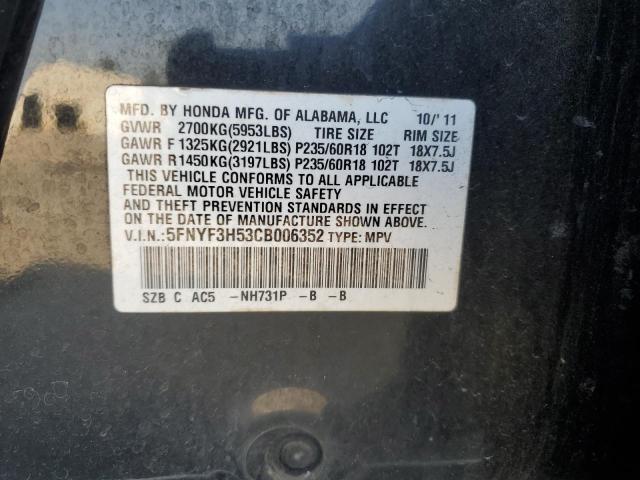 MFD. BY HONDA MFG. OF ALABAMA, LLC 10/'11
GVWR 2700KG(5953LBS) TIRE SIZE RIM SIZE
GAWR F 1325KG(2921LBS) P235/60R18 102T 18X7.5J
GAWR R1450KG(3197LBS) P235/60R18 102T 18X7.5J
THIS VEHICLE CONFORMS TO ALL APPLICABLE
FEDERAL MOTOR VEHICLE SAFETY
AND THEFT PREVENTION STANDARDS IN EFFECT
ON THE DATE OF MANUFACTURE SHOWN ABOVE.
V.I.N.: 5FNYF3H53CB006352 TYPE: MPV
SZB C AC5 -NH731P -B -B